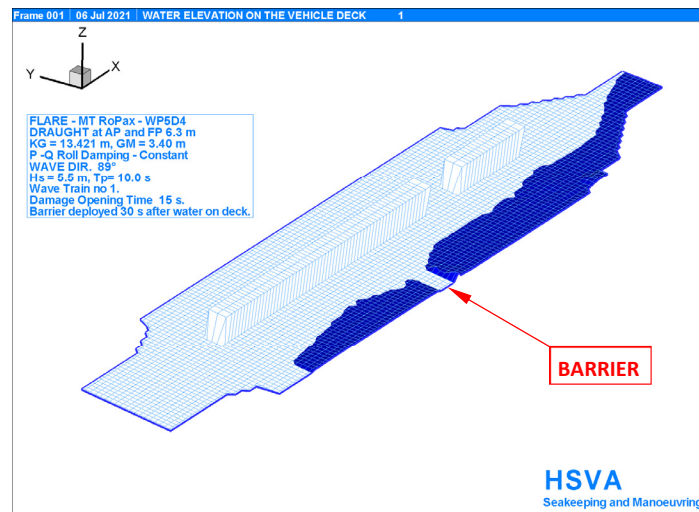 Frame 001 | 06 Jul 2021 | WATER ELEVATION ON THE VEHICLE DECK 1
Z
Y
X
FLARE - MT RoPax - WP5D4
DRAUGHT at AP and FP 6.3 m
KG = 13.421 m, GM = 3.40 m
P -Q Roll Damping - Constant
WAVE DIR. 89°
Hs = 5.5 m, Tp= 10.0 s
Wave Train no 1.
Damage Opening Time 15 s.
Barrier deployed 30 s after water on deck.
BARRIER
HSVA
Seakeeping and Manoeuvring